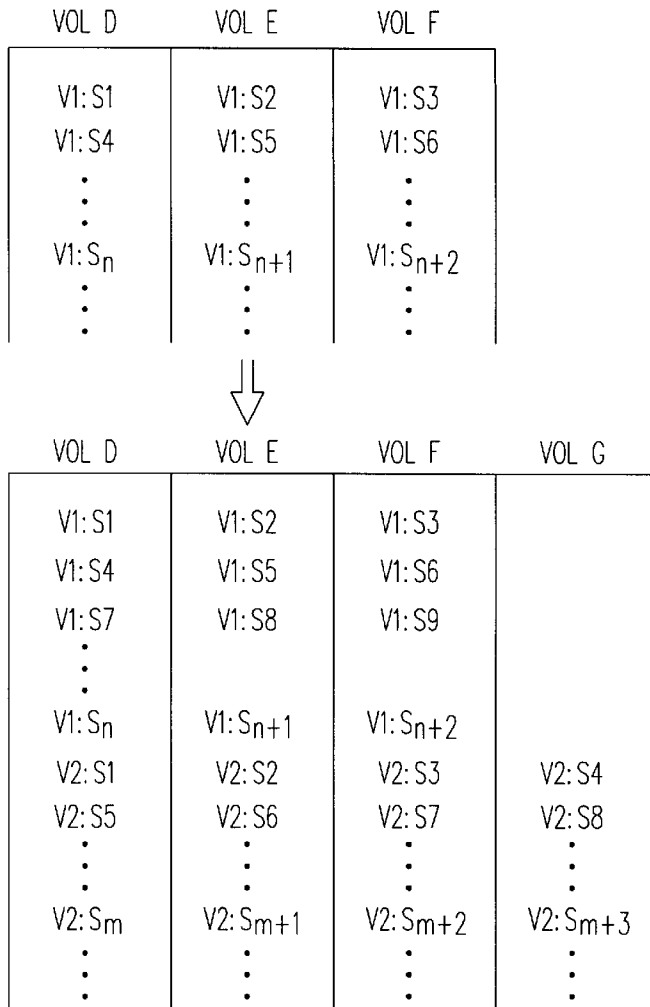 VOL D VOL E VOL F
V1:S1 V1:S2 V1:S3
V1:S4 V1:S5 V1:S6
V1:Sn V1:Sn+1 V1:Sn+2
VOL D VOL E VOL F VOL G
V1:S1 V1:S2 V1:S3
V1:S4 V1:S5 V1:S6
V1:S7 V1:S8 V1:S9
V1:Sn V1:Sn+1 V1:Sn+2
V2:S1 V2:S2 V2:S3 V2:S4
V2:S5 V2:S6 V2:S7 V2:S8
V2:Sm V2:Sm+1 V2:Sm+2 V2:Sm+3